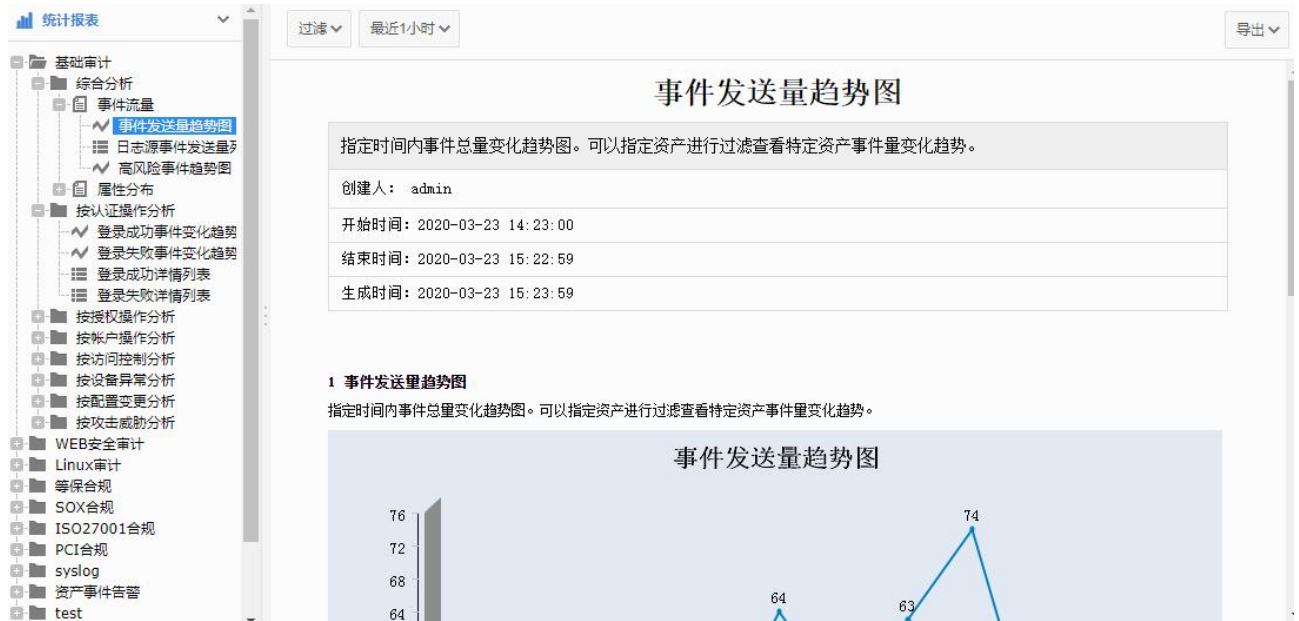 统计报表
过滤 最近1小时 导出
基础审计
综合分析
事件流量
事件发送量趋势图
日志源事件发送量
高风险事件趋势图
属性分布
按认证操作分析
登录成功事件变化趋势
登录失败事件变化趋势
登录成功详情列表
登录失败详情列表
按授权操作分析
按帐户操作分析
按访问控制分析
按设备异常分析
按配置变更分析
按攻击威胁分析
WEB安全审计
Linux审计
等保合规
SOX合规
ISO27001合规
PCI合规
syslog
资产事件告警
test
事件发送量趋势图
指定时间内事件总量变化趋势图。可以指定资产进行过滤查看特定资产事件量变化趋势。
创建人： admin
开始时间：2020-03-23 14:23:00
结束时间：2020-03-23 15:22:59
生成时间：2020-03-23 15:23:59
1 事件发送量趋势图
指定时间内事件总量变化趋势图。可以指定资产进行过滤查看特定资产事件量变化趋势。
事件发送量趋势图
76
74
72
68
64
64
63